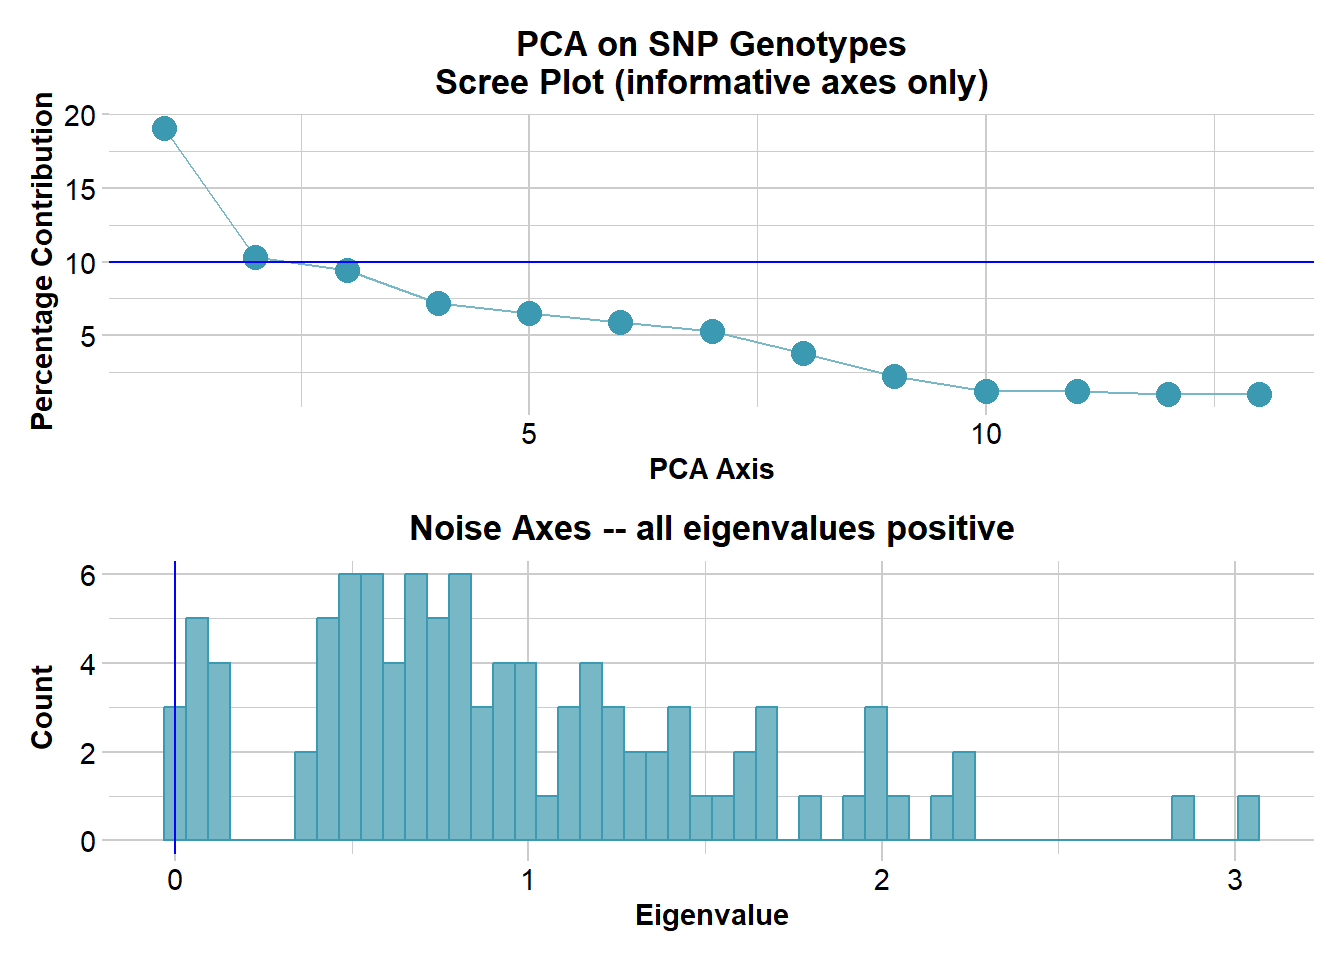 PCA on SNP Genotypes
Scree Plot (informative axes only)
Percentage Contribution
20
15
10
5
5 10
PCA Axis
Noise Axes -- all eigenvalues positive
Count
6
4
2
0
0 1 2 3
Eigenvalue